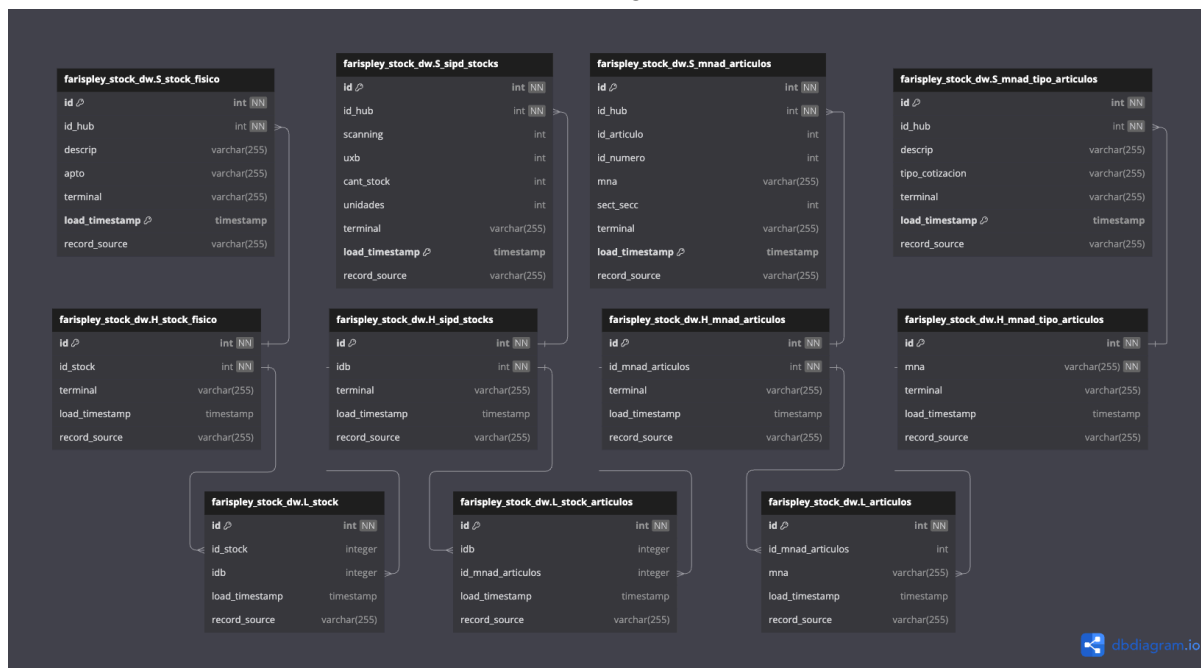 farispley_stock_dw.S_stock_fisico
id int NN
id_hub int NN
descrip varchar(255)
apto varchar(255)
terminal varchar(255)
load_timestamp timestamp
record_source varchar(255)
farispley_stock_dw.S_sipd_stocks
id int NN
id_hub int NN
scanning int
uxb int
cant_stock int
unidades int
terminal varchar(255)
load_timestamp timestamp
record_source varchar(255)
farispley_stock_dw.S_mnad_articulos
id int NN
id_hub int NN
id_articulo int
id_numero int
mna varchar(255)
sect_secc int
terminal varchar(255)
load_timestamp timestamp
record_source varchar(255)
farispley_stock_dw.S_mnad_tipo_articulos
id int NN
id_hub int NN
descrip varchar(255)
tipo_cotizacion varchar(255)
terminal varchar(255)
load_timestamp timestamp
record_source varchar(255)
farispley_stock_dw.H_stock_fisico
id int NN
id_stock int NN
terminal varchar(255)
load_timestamp timestamp
record_source varchar(255)
farispley_stock_dw.H_sipd_stocks
id int NN
idb int NN
terminal varchar(255)
load_timestamp timestamp
record_source varchar(255)
farispley_stock_dw.H_mnad_articulos
id int NN
id_mnad_articulos int NN
terminal varchar(255)
load_timestamp timestamp
record_source varchar(255)
farispley_stock_dw.H_mnad_tipo_articulos
id int NN
mna varchar(255) NN
terminal varchar(255)
load_timestamp timestamp
record_source varchar(255)
farispley_stock_dw.L_stock
id int NN
id_stock integer
idb integer
load_timestamp timestamp
record_source varchar(255)
farispley_stock_dw.L_stock_articulos
id int NN
idb integer
id_mnad_articulos integer
load_timestamp timestamp
record_source varchar(255)
farispley_stock_dw.L_articulos
id int NN
id_mnad_articulos int
mna varchar(255)
load_timestamp timestamp
record_source varchar(255)
dbdiagram.io